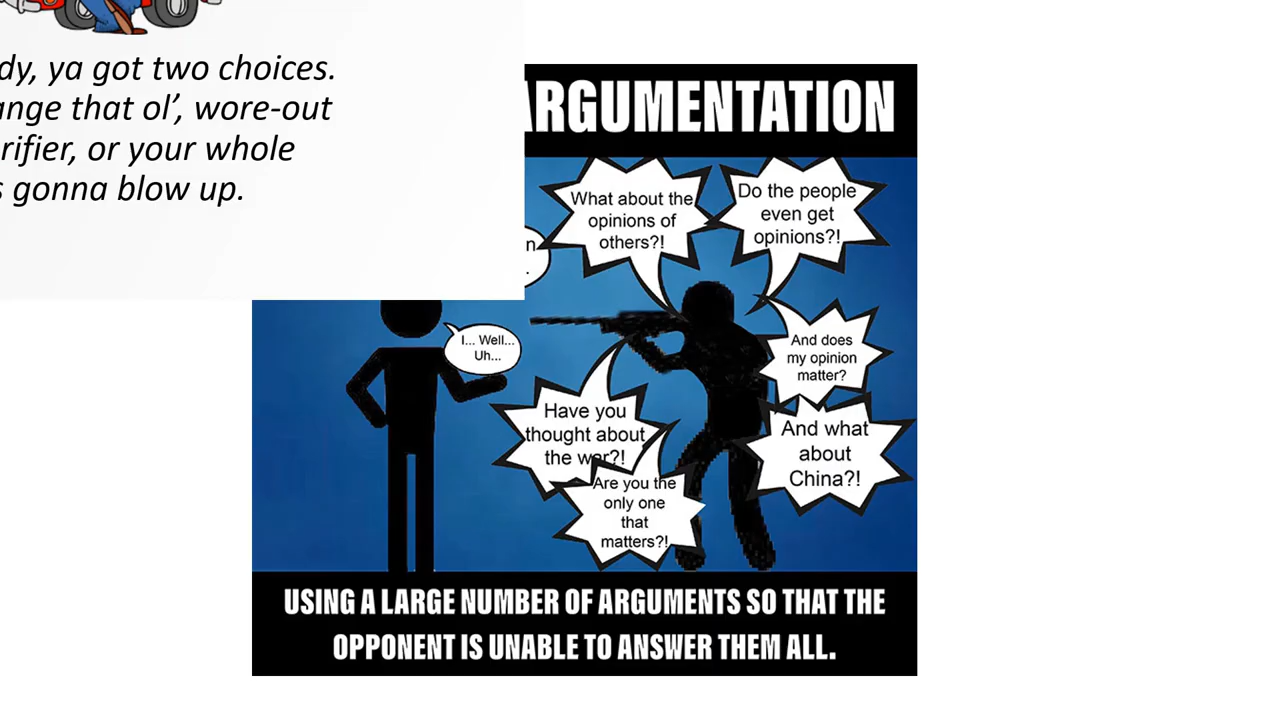 dy, ya got two choices.
ange that ol’, wore-out
rifier, or your whole
s gonna blow up.
ARGUMENTATION
What about the
opinions of
others?!
Do the people
even get
opinions?!
n
.
I... Well...
Uh...
And does
my opinion
matter?
Have you
thought about
the war?!
And what
about
China?!
Are you the
only one
that
matters?!
USING A LARGE NUMBER OF ARGUMENTS SO THAT THE
OPPONENT IS UNABLE TO ANSWER THEM ALL.